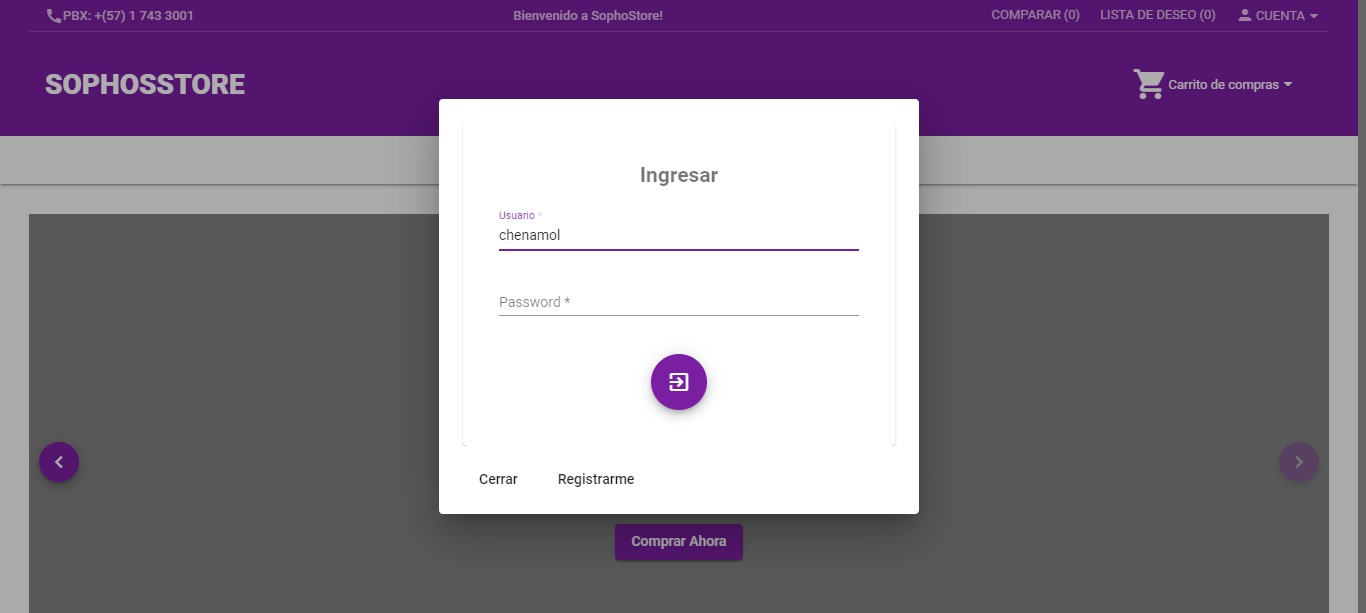 PBX: +(57) 1 743 3001
Bienvenido a SophoStore!
COMPARAR (0)
LISTA DE DESEO (0)
CUENTA
SOPHOSSTORE
Carrito de compras
Ingresar
Usuario *
chenamol
Password *
Cerrar
Registrarme
Comprar Ahora